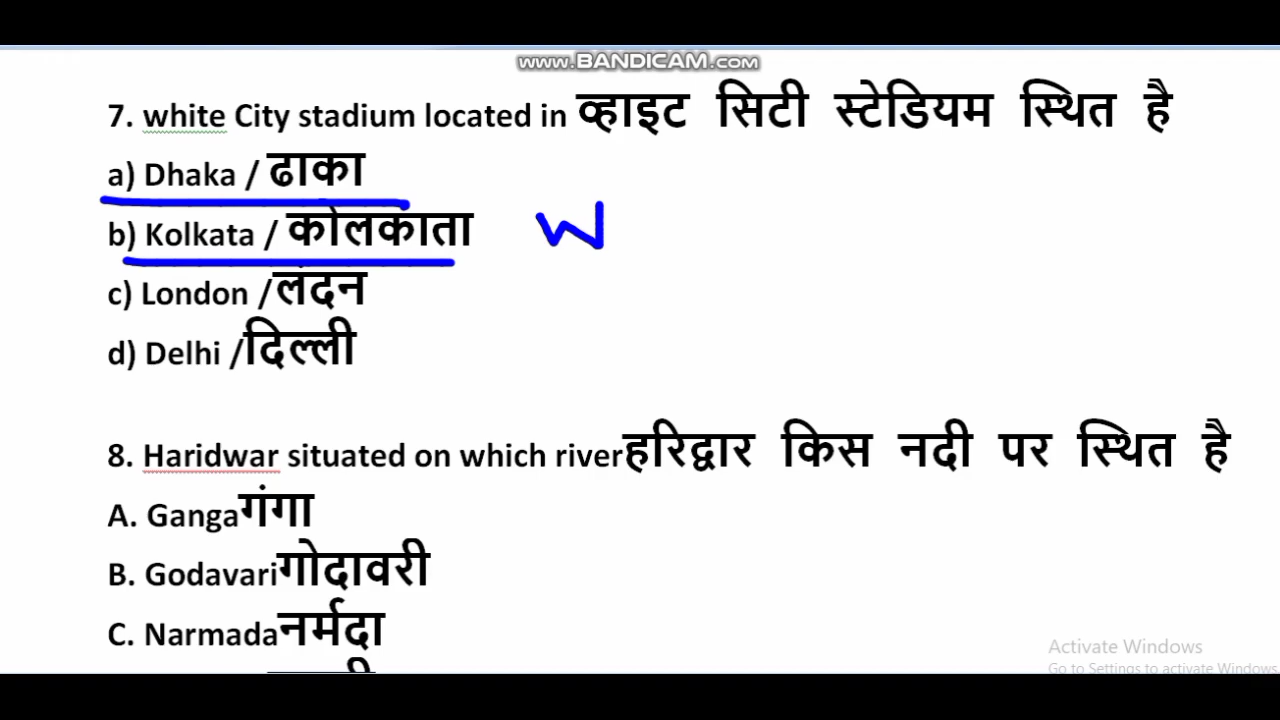 www.BANDICAM.com
7. white City stadium located in व्हाइट सिटी स्टेडियम स्थित है
a) Dhaka / ढाका
b) Kolkata / कोलकाता W
c) London /लंदन
d) Delhi /दिल्ली
8. Haridwar situated on which riverहरिद्वार किस नदी पर स्थित है
A. Gangaगंगा
B. Godavariगोदावरी
C. Narmadaनर्मदा
Activate Windows
Go to Settings to activate Windows.